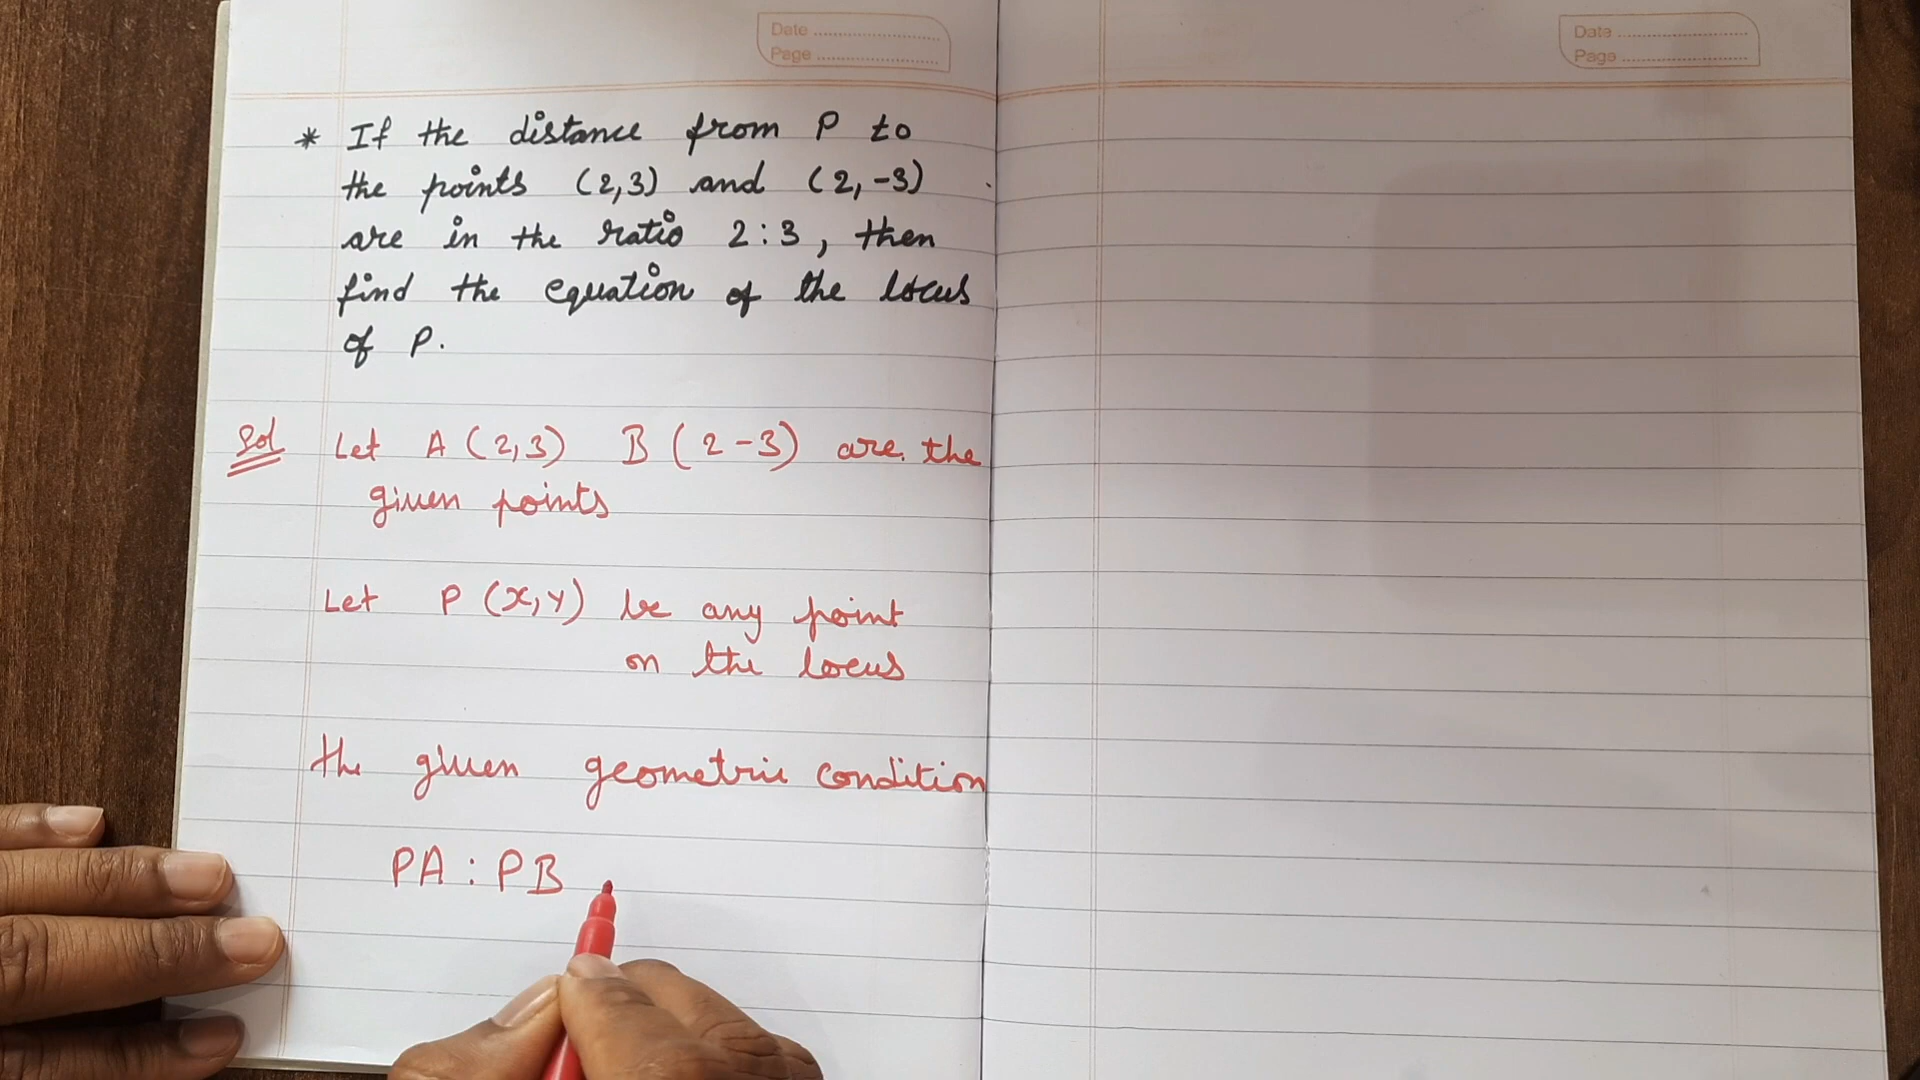 Date
Page
Date
Page
* If the distance from P to
the points (2,3) and (2,-3)
are in the ratio 2:3, then
find the equation of the locus
of P.
Sol Let A (2,3) B (2-3) are the
given points
Let P (x,y) be any point
on the locus
the given geometric condition
PA : PB